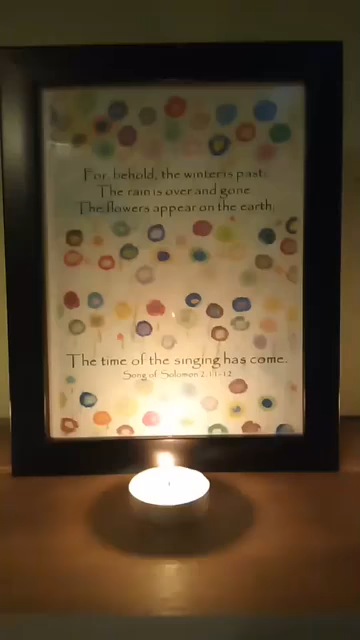 For, behold, the winter is past.
The rain is over and gone
The flowers appear on the earth;
The time of the singing has come.
Song of Solomon 2:11-12